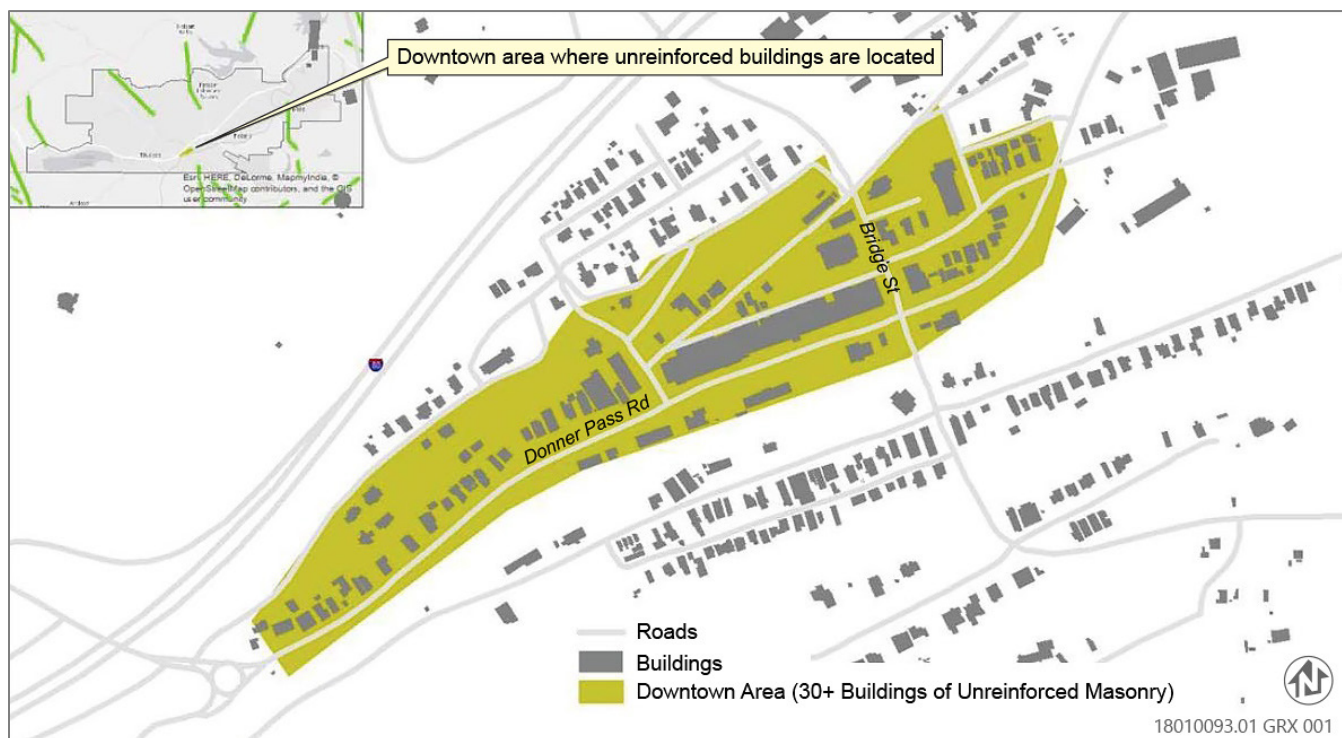 Downtown area where unreinforced buildings are located
Esri, HERE, DeLorme, MapmyIndia, ©
OpenStreetMap contributors, and the GIS
user community
80
Bridge St
Donner Pass Rd
Roads
Buildings
Downtown Area (30+ Buildings of Unreinforced Masonry)
N
18010093.01 GRX 001